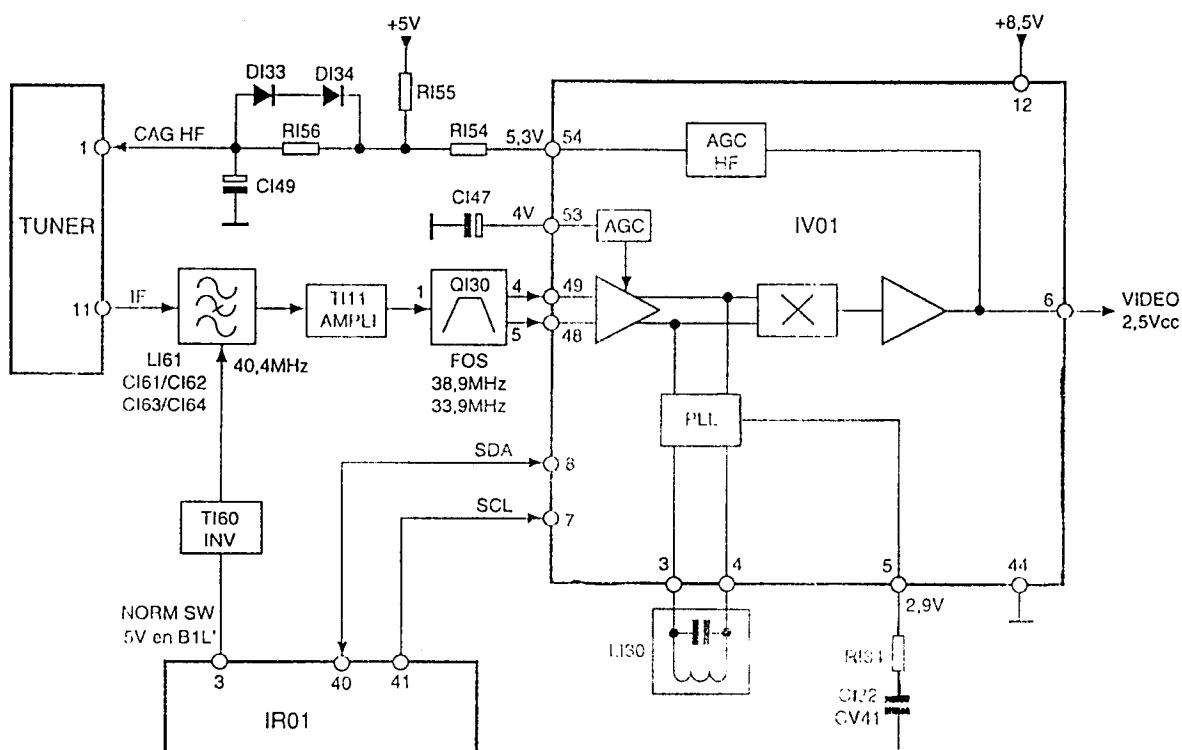 +5V
+8,5V
DI33
DI34
RI55
12
1
CAG HF
RI56
RI54
5,3V
54
AGC
HF
CI49
CI47
4V
53
AGC
IV01
TUNER
11
IF
TI11
AMPLI
1
QI30
4
5
49
48
6
VIDEO
2,5Vcc
LI61
CI61/CI62
CI63/CI64
40,4MHz
FOS
38,9MHz
33,9MHz
PLL
SDA
8
SCL
7
TI60
INV
3
4
5
44
2,9V
NORM SW
5V en B1L'
LI30
3
40
41
CV41
IR01